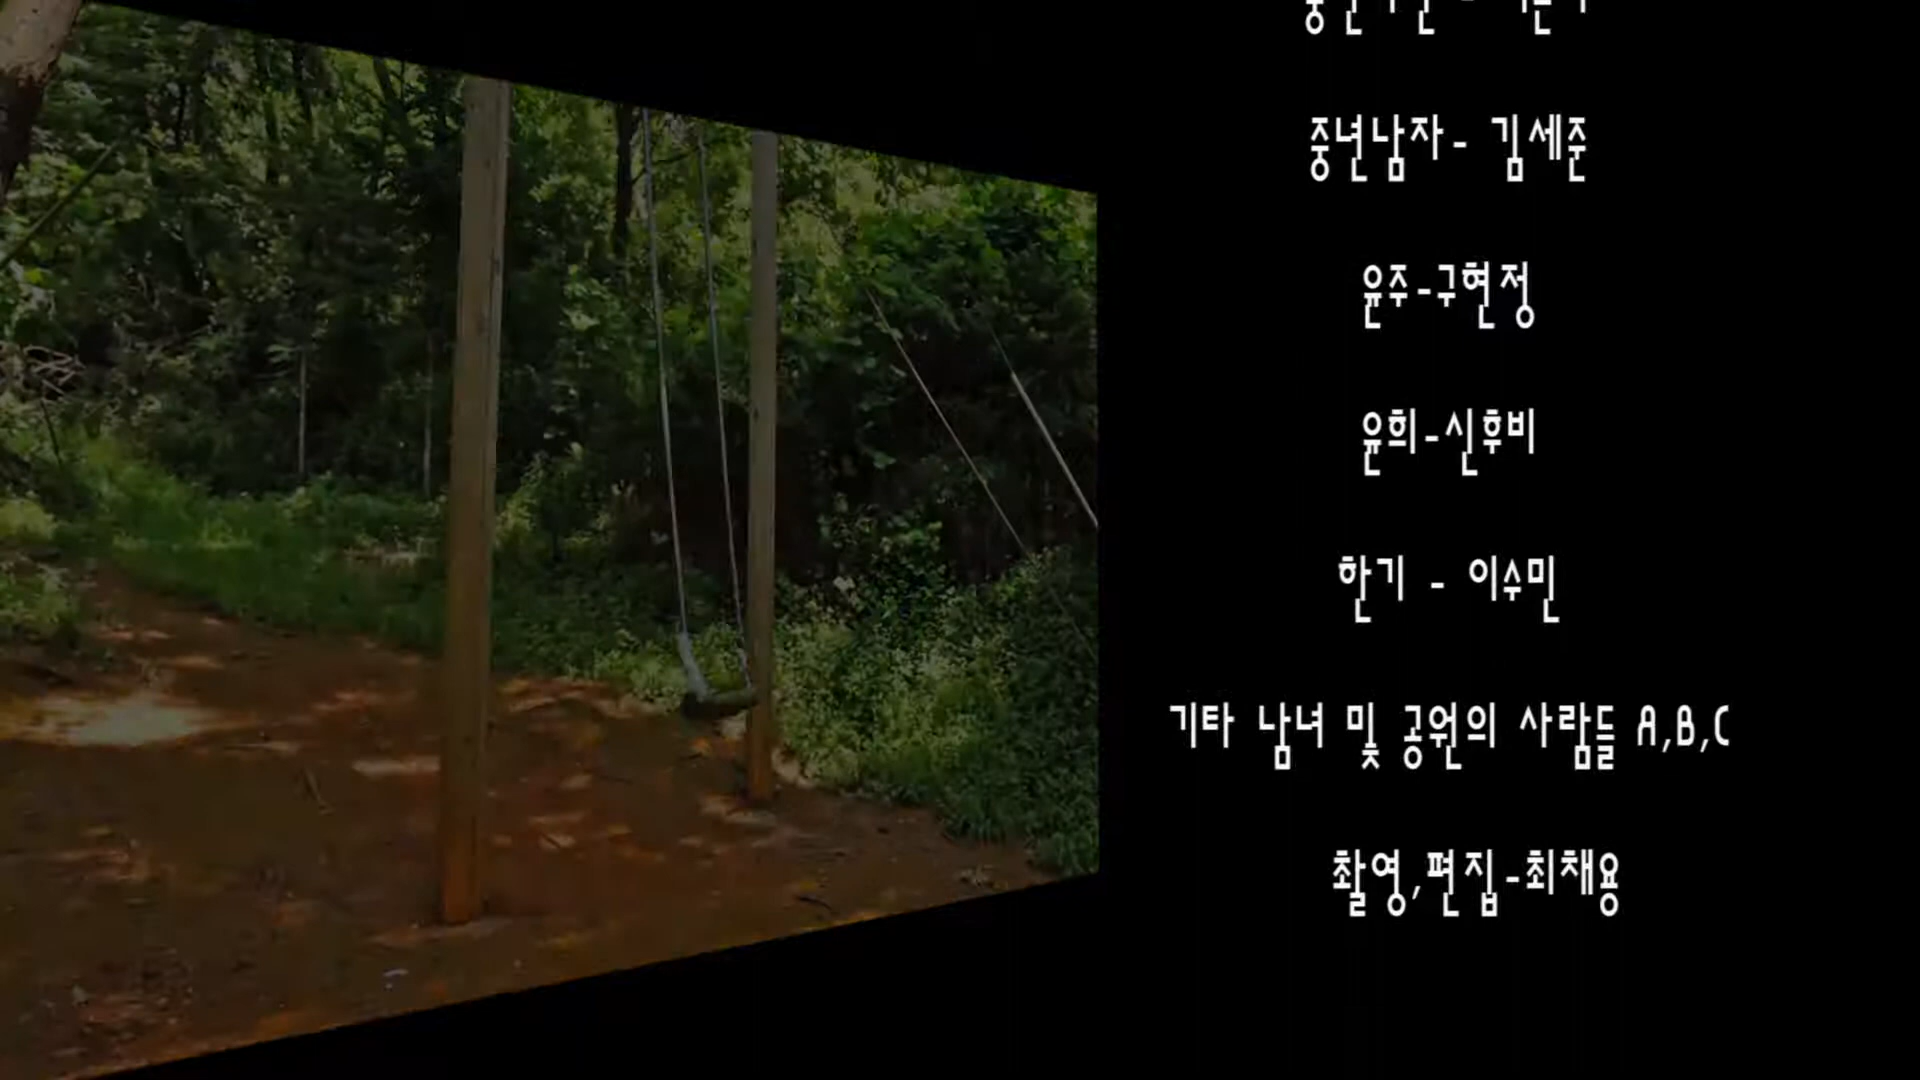 중년남자- 김세준
윤주-구현정
윤희-신후비
한기 - 이수민
기타 남녀 및 공원의 사람들 A,B,C
촬영,편집-최채용